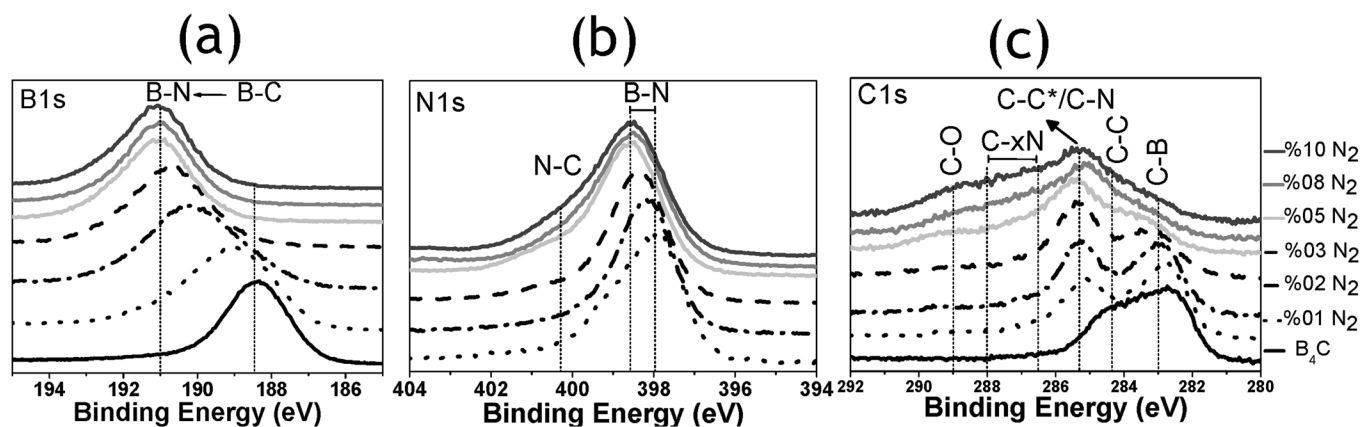 (a)
B1s
B-N ← B-C
194 192 190 188 186
Binding Energy (eV)
(b)
N1s
B-N
N-C
404 402 400 398 396 394
Binding Energy (eV)
(c)
C1s
C-C*/C-N
C-O
C-xN
C-C
C-B
292 290 288 286 284 282 280
Binding Energy (eV)
%10 N₂
%08 N₂
%05 N₂
%03 N₂
%02 N₂
%01 N₂
B₄C